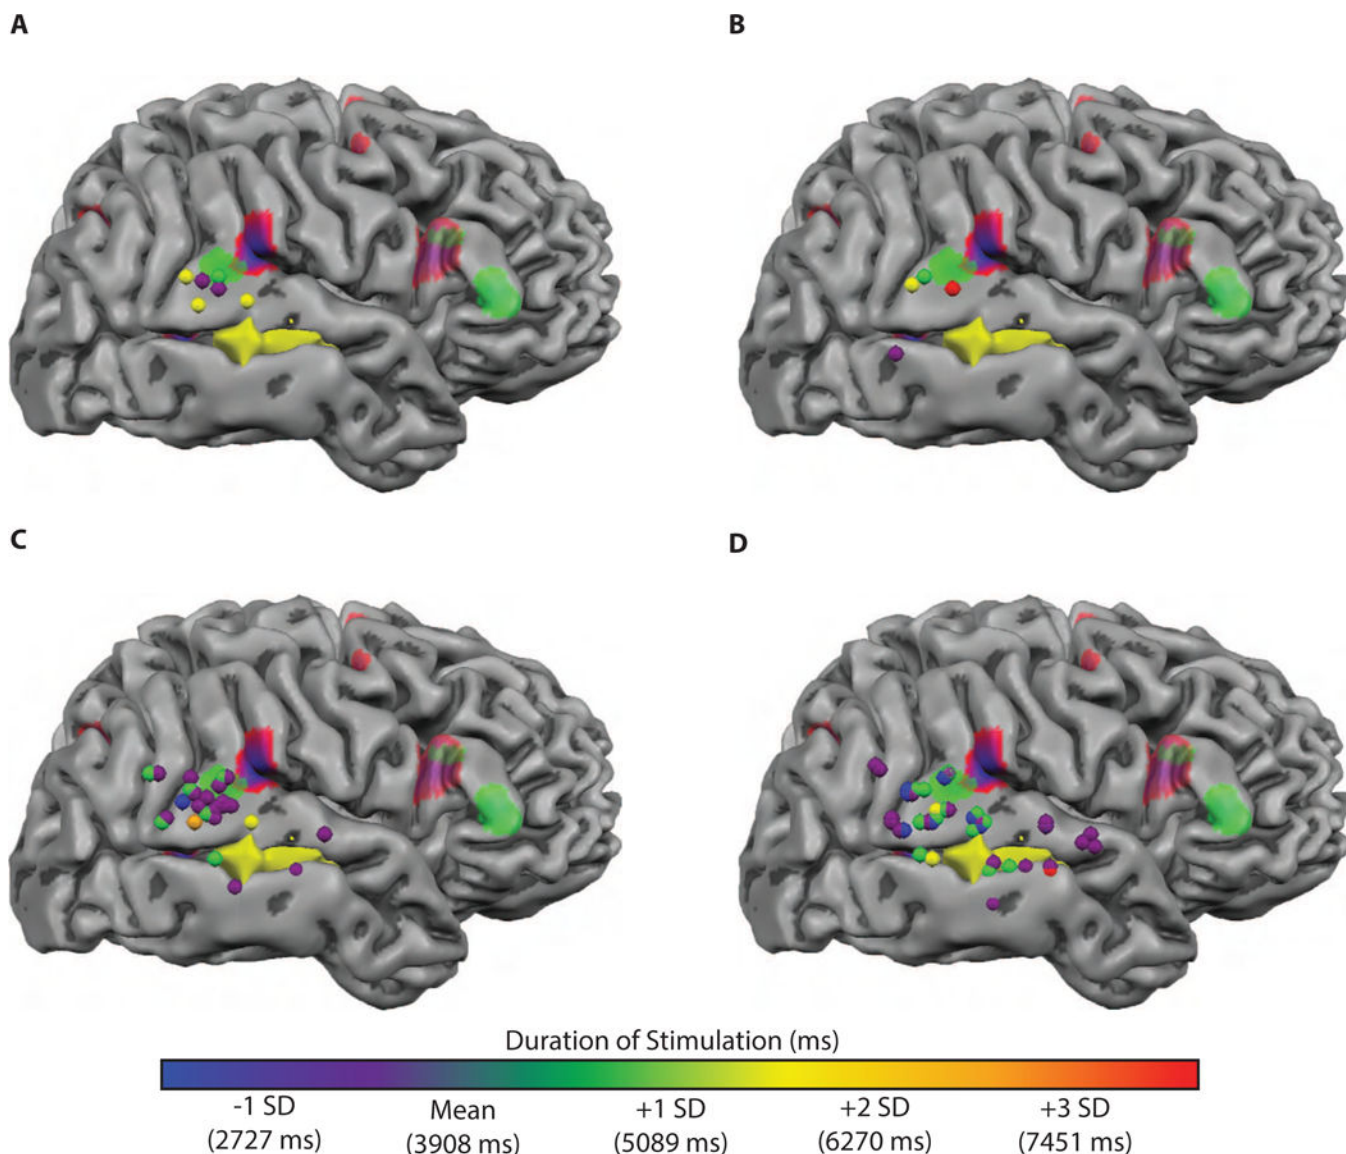 A
B
C
D
Duration of Stimulation (ms)
-1 SD Mean +1 SD +2 SD +3 SD
(2727 ms) (3908 ms) (5089 ms) (6270 ms) (7451 ms)